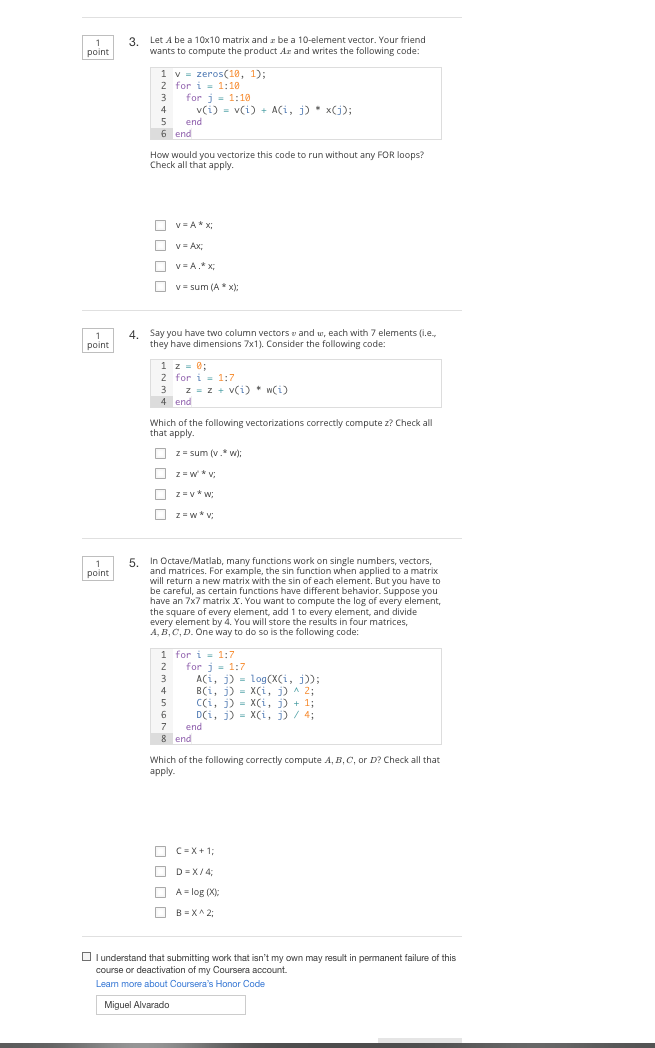 1
point
3.
Let A be a 10x10 matrix and x be a 10-element vector. Your friend
wants to compute the product Ax and writes the following code:
1 v = zeros(10, 1);
2 for i = 1:10
3 for j = 1:10
4 v(i) = v(i) + A(i, j) * x(j);
5 end
6 end
How would you vectorize this code to run without any FOR loops?
Check all that apply.
v = A * x;
v = Ax;
v = A .* x;
v = sum (A * x);
1
point
4.
Say you have two column vectors v and w, each with 7 elements (i.e.,
they have dimensions 7x1). Consider the following code:
1 z = 0;
2 for i = 1:7
3 z = z + v(i) * w(i)
4 end
Which of the following vectorizations correctly compute z? Check all
that apply.
z = sum (v .* w);
z = w' * v;
z = v * w;
z = w * v;
1
point
5.
In Octave/Matlab, many functions work on single numbers, vectors,
and matrices. For example, the sin function when applied to a matrix
will return a new matrix with the sin of each element. But you have to
be careful, as certain functions have different behavior. Suppose you
have an 7x7 matrix X. You want to compute the log of every element,
the square of every element, add 1 to every element, and divide
every element by 4. You will store the results in four matrices,
A, B, C, D. One way to do so is the following code:
1 for i = 1:7
2 for j = 1:7
3 A(i, j) = log(X(i, j));
4 B(i, j) = X(i, j) ^ 2;
5 C(i, j) = X(i, j) + 1;
6 D(i, j) = X(i, j) / 4;
7 end
8 end
Which of the following correctly compute A, B, C, or D? Check all that
apply.
C = X + 1;
D = X / 4;
A = log (X);
B = X ^ 2;
I understand that submitting work that isn't my own may result in permanent failure of this
course or deactivation of my Coursera account.
Learn more about Coursera's Honor Code
Miguel Alvarado